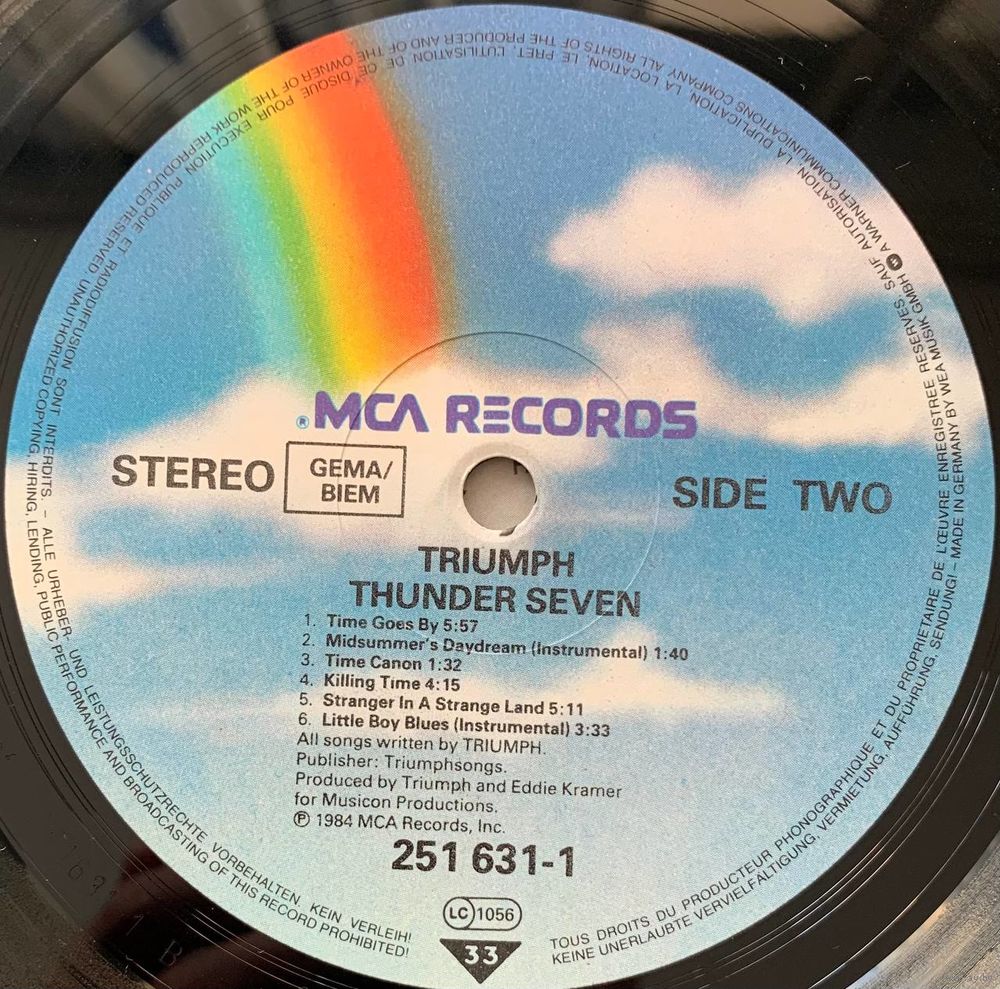 ® MCA RECORDS
STEREO
GEMA/
BIEM
SIDE TWO
TRIUMPH
THUNDER SEVEN
1. Time Goes By 5:57
2. Midsummer's Daydream (Instrumental) 1:40
3. Time Canon 1:32
4. Killing Time 4:15
5. Stranger In A Strange Land 5:11
6. Little Boy Blues (Instrumental) 3:33
All songs written by TRIUMPH.
Publisher: Triumphsongs.
Produced by Triumph and Eddie Kramer
for Musicon Productions.
℗ 1984 MCA Records, Inc.
251 631-1
LC 1056
33
TOUS DROITS DU PRODUCTEUR PHONOGRAPHIQUE ET DU PROPRIETAIRE DE L'ŒUVRE ENREGISTREE RESERVES. SAUF AUTORISATION, LA DUPLICATION, LA LOCATION, LE PRET, L'UTILISATION DE CE DISQUE POUR EXECUTION PUBLIQUE ET RADIODIFFUSION SONT INTERDITS. – ALLE URHEBER- UND LEISTUNGSSCHUTZRECHTE VORBEHALTEN. KEIN VERLEIH!
KEINE UNERLAUBTE VERVIELFÄLTIGUNG, VERMIETUNG, AUFFÜHRUNG, SENDUNG! – MADE IN GERMANY BY WEA MUSIK GMBH A WARNER COMMUNICATIONS COMPANY ALL RIGHTS OF THE PRODUCER AND OF THE OWNER OF THE WORK REPRODUCED RESERVED. UNAUTHORIZED COPYING, HIRING, LENDING, PUBLIC PERFORMANCE AND BROADCASTING OF THIS RECORD PROHIBITED!